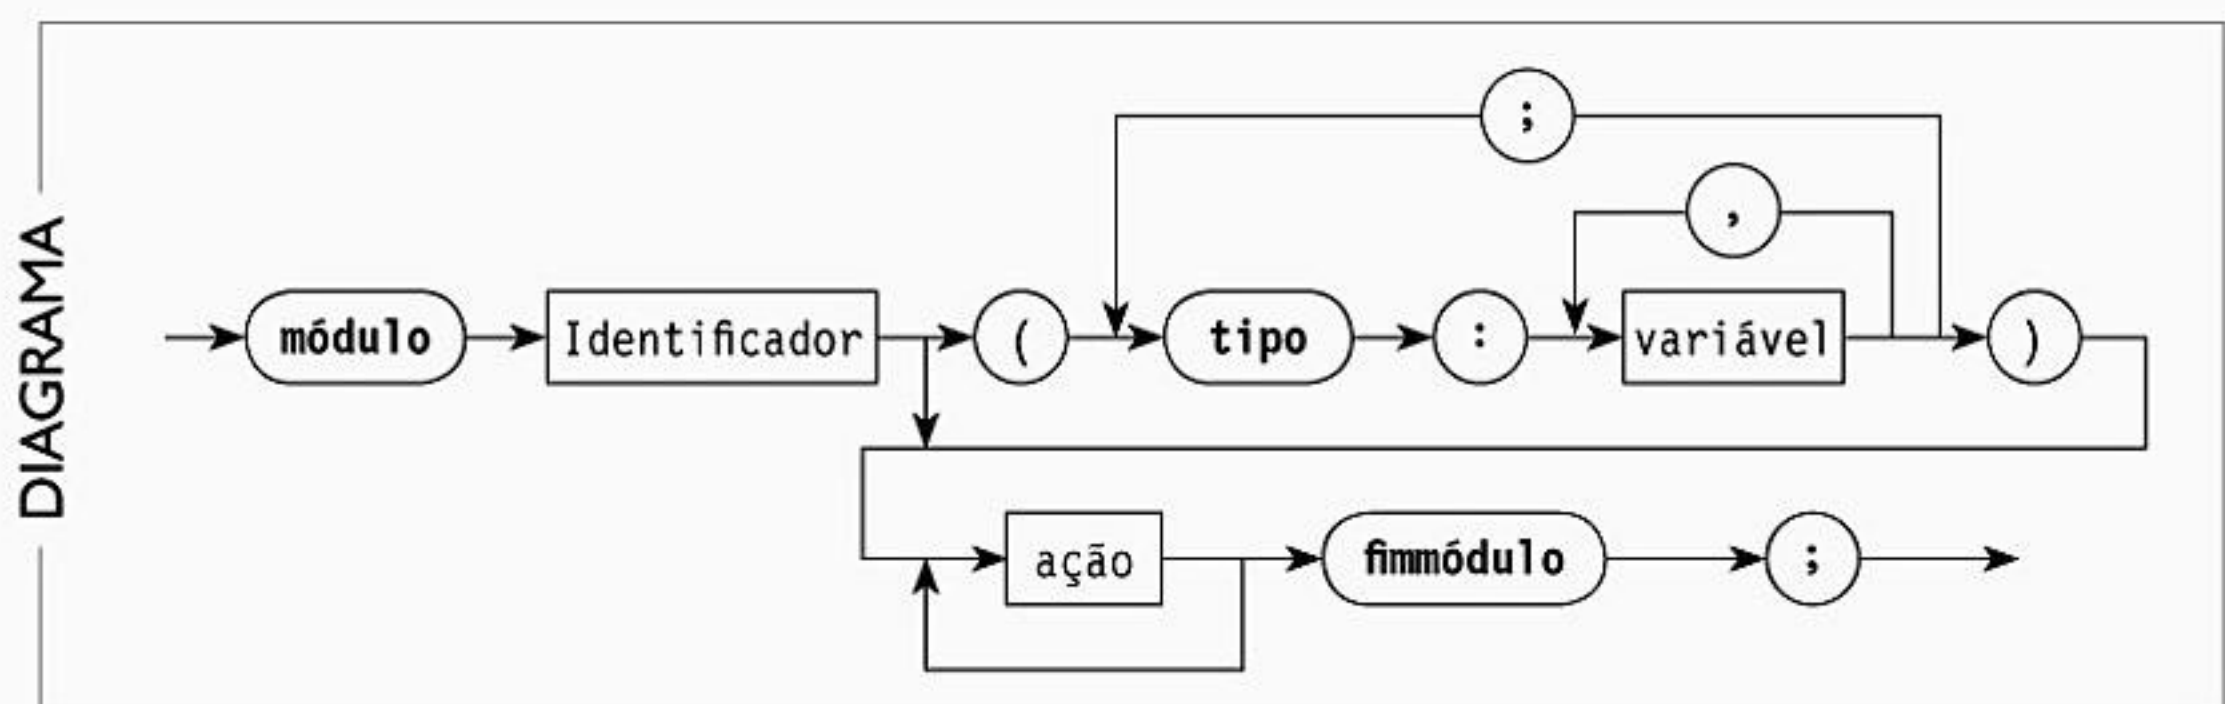 DIAGRAMA
;
,
módulo Identificador ( tipo : variável )
ação fimmódulo ;